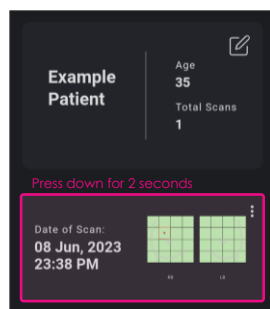 Example
Patient
Age
35
Total Scans
1
Press down for 2 seconds
Date of Scan:
08 Jun, 2023
23:38 PM